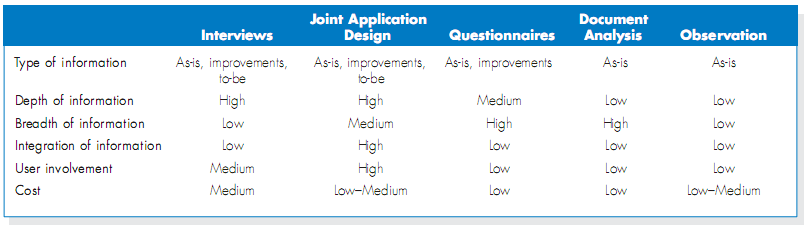 Interviews Joint Application Design Questionnaires Document Analysis Observation
Type of information As-is, improvements, to-be As-is, improvements, to-be As-is, improvements As-is As-is
Depth of information High High Medium Low Low
Breadth of information Low Medium High High Low
Integration of information Low High Low Low Low
User involvement Medium High Low Low Low
Cost Medium Low–Medium Low Low Low–Medium